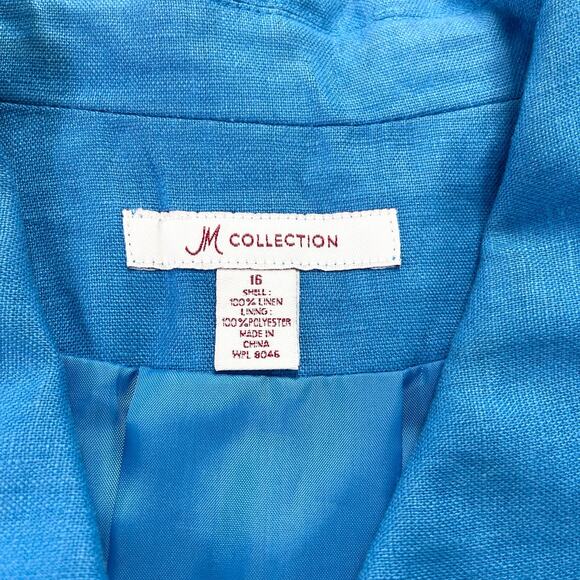 JM COLLECTION
16
SHELL:
100% LINEN
LINING:
100% POLYESTER
MADE IN
CHINA
WPL 8046